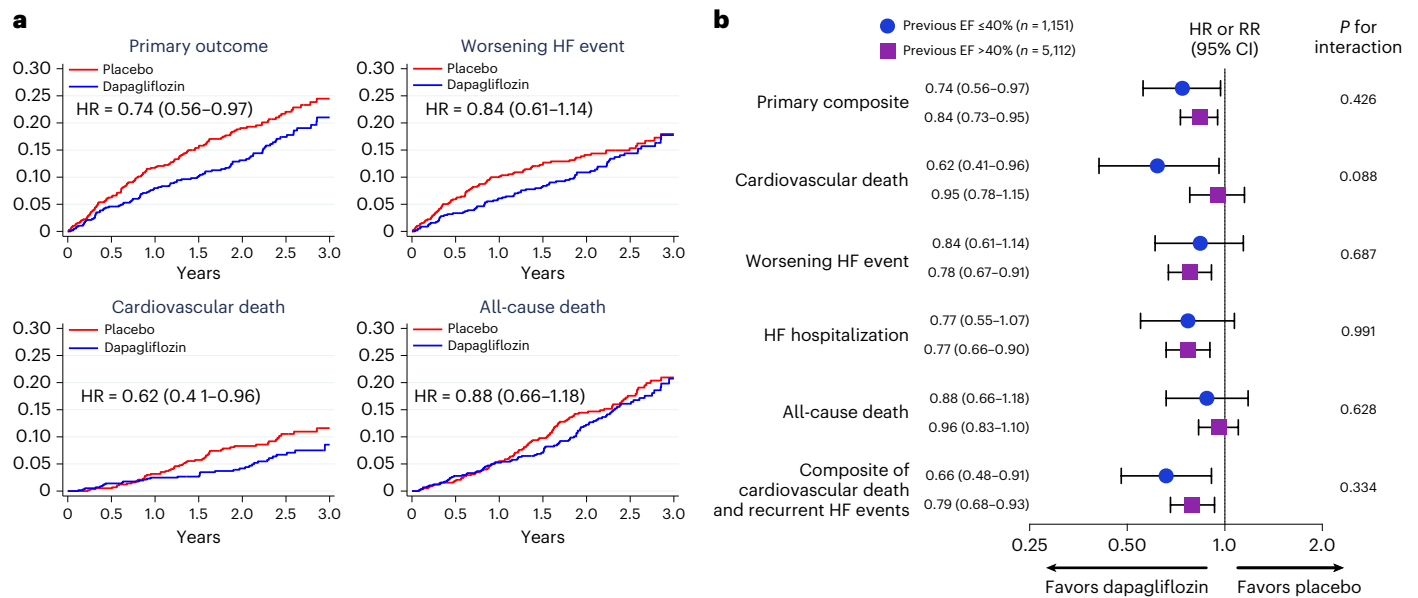 a
Primary outcome
0.30
0.25
0.20
0.15
0.10
0.05
0
Placebo
Dapagliflozin
HR = 0.74 (0.56–0.97)
0 0.5 1.0 1.5 2.0 2.5 3.0
Years
Worsening HF event
0.30
0.25
0.20
0.15
0.10
0.05
0
Placebo
Dapagliflozin
HR = 0.84 (0.61–1.14)
0 0.5 1.0 1.5 2.0 2.5 3.0
Years
Cardiovascular death
0.30
0.25
0.20
0.15
0.10
0.05
0
Placebo
Dapagliflozin
HR = 0.62 (0.4 1–0.96)
0 0.5 1.0 1.5 2.0 2.5 3.0
Years
All-cause death
0.30
0.25
0.20
0.15
0.10
0.05
0
Placebo
Dapagliflozin
HR = 0.88 (0.66–1.18)
0 0.5 1.0 1.5 2.0 2.5 3.0
Years
b
Previous EF ≤40% (n = 1,151)
Previous EF >40% (n = 5,112)
HR or RR
(95% CI)
P for
interaction
Primary composite
0.74 (0.56–0.97)
0.84 (0.73–0.95)
0.426
Cardiovascular death
0.62 (0.41–0.96)
0.95 (0.78–1.15)
0.088
Worsening HF event
0.84 (0.61–1.14)
0.78 (0.67–0.91)
0.687
HF hospitalization
0.77 (0.55–1.07)
0.77 (0.66–0.90)
0.991
All-cause death
0.88 (0.66–1.18)
0.96 (0.83–1.10)
0.628
Composite of
cardiovascular death
and recurrent HF events
0.66 (0.48–0.91)
0.79 (0.68–0.93)
0.334
0.25 0.50 1.0 2.0
Favors dapagliflozin
Favors placebo